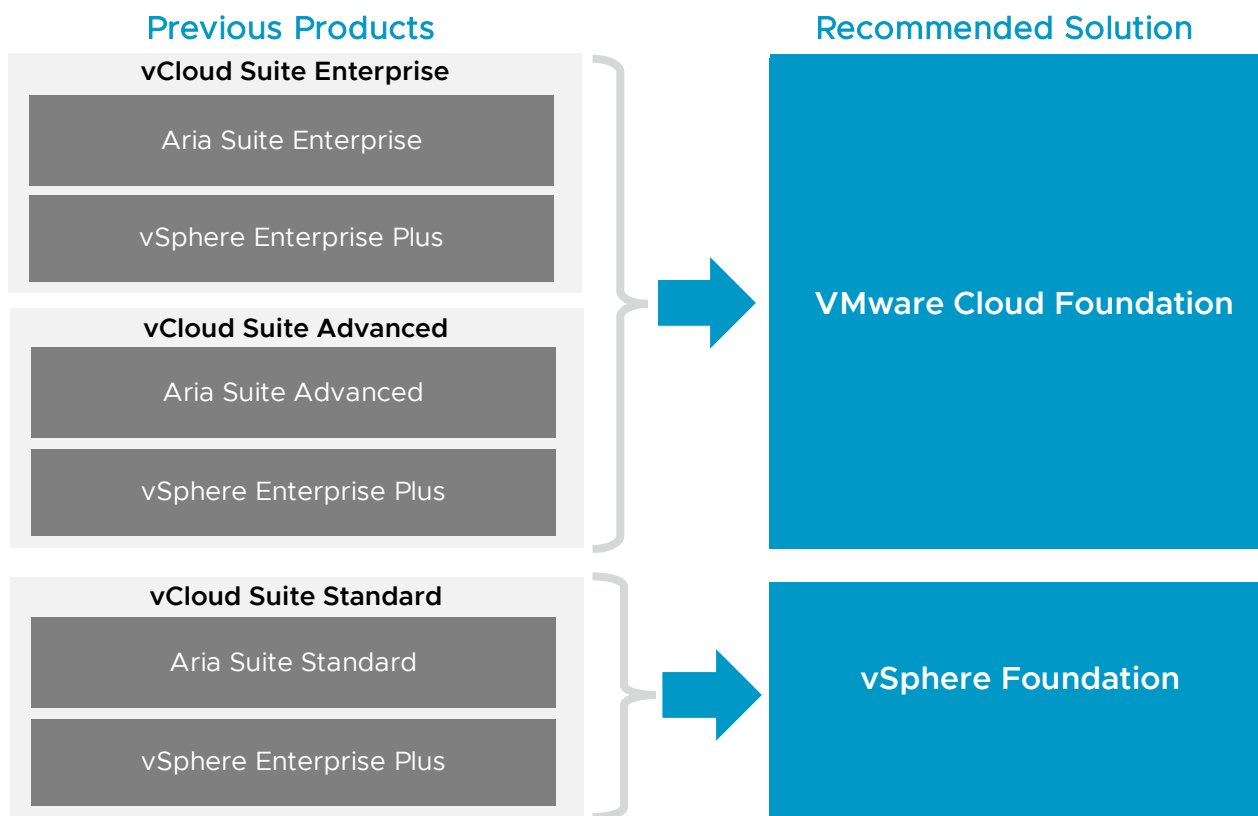 Previous Products
Recommended Solution
vCloud Suite Enterprise
Aria Suite Enterprise
vSphere Enterprise Plus
vCloud Suite Advanced
Aria Suite Advanced
vSphere Enterprise Plus
VMware Cloud Foundation
vCloud Suite Standard
Aria Suite Standard
vSphere Enterprise Plus
vSphere Foundation